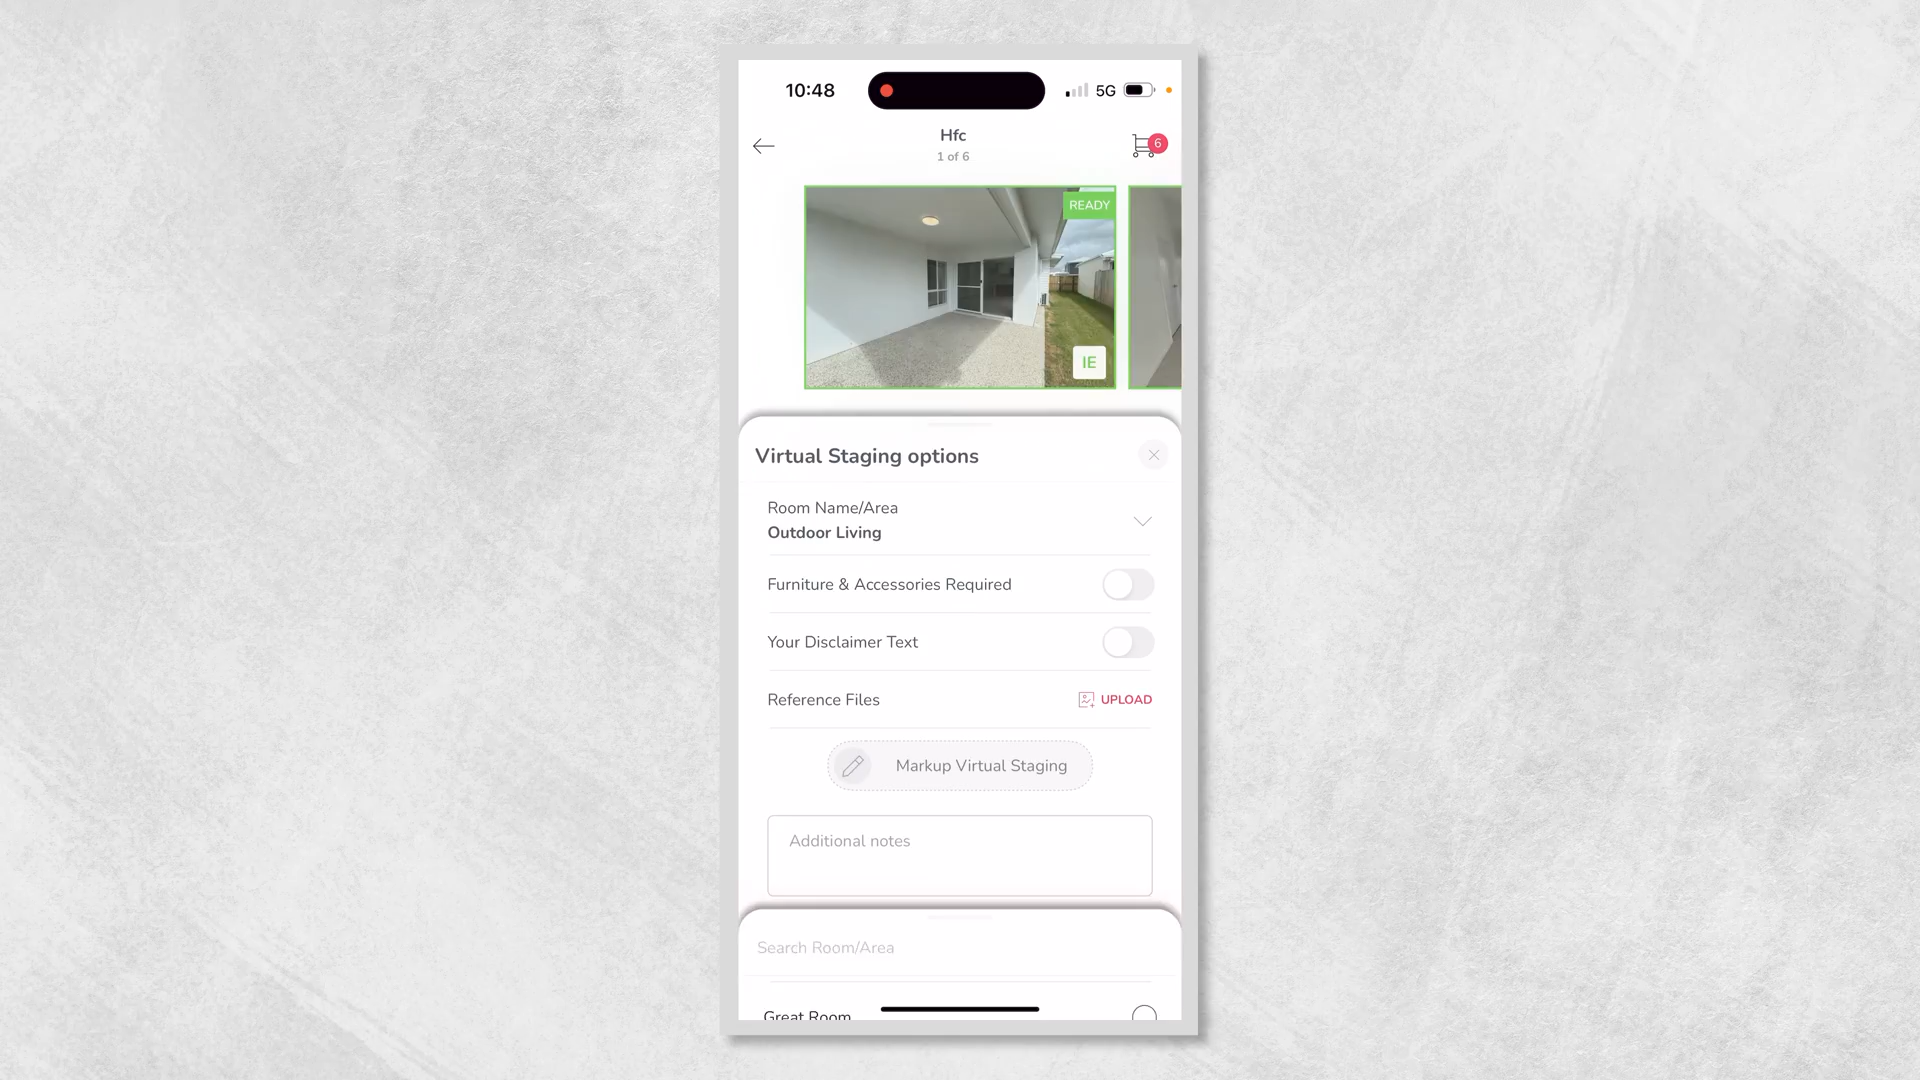 10:48
5G
Hfc
1 of 6
6
READY
IE
Virtual Staging options
Room Name/Area
Outdoor Living
Furniture & Accessories Required
Your Disclaimer Text
Reference Files
UPLOAD
Markup Virtual Staging
Additional notes
Search Room/Area
Great Room